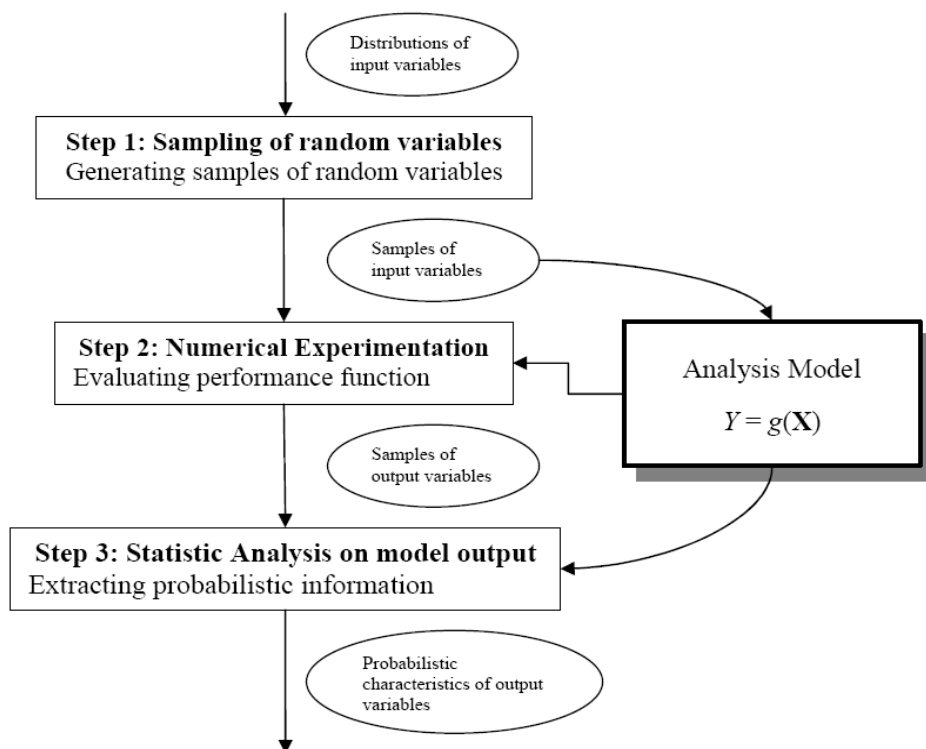 Distributions of
input variables
Step 1: Sampling of random variables
Generating samples of random variables
Samples of
input variables
Step 2: Numerical Experimentation
Evaluating performance function
Analysis Model
Y = g(X)
Samples of
output variables
Step 3: Statistic Analysis on model output
Extracting probabilistic information
Probabilistic
characteristics of output
variables